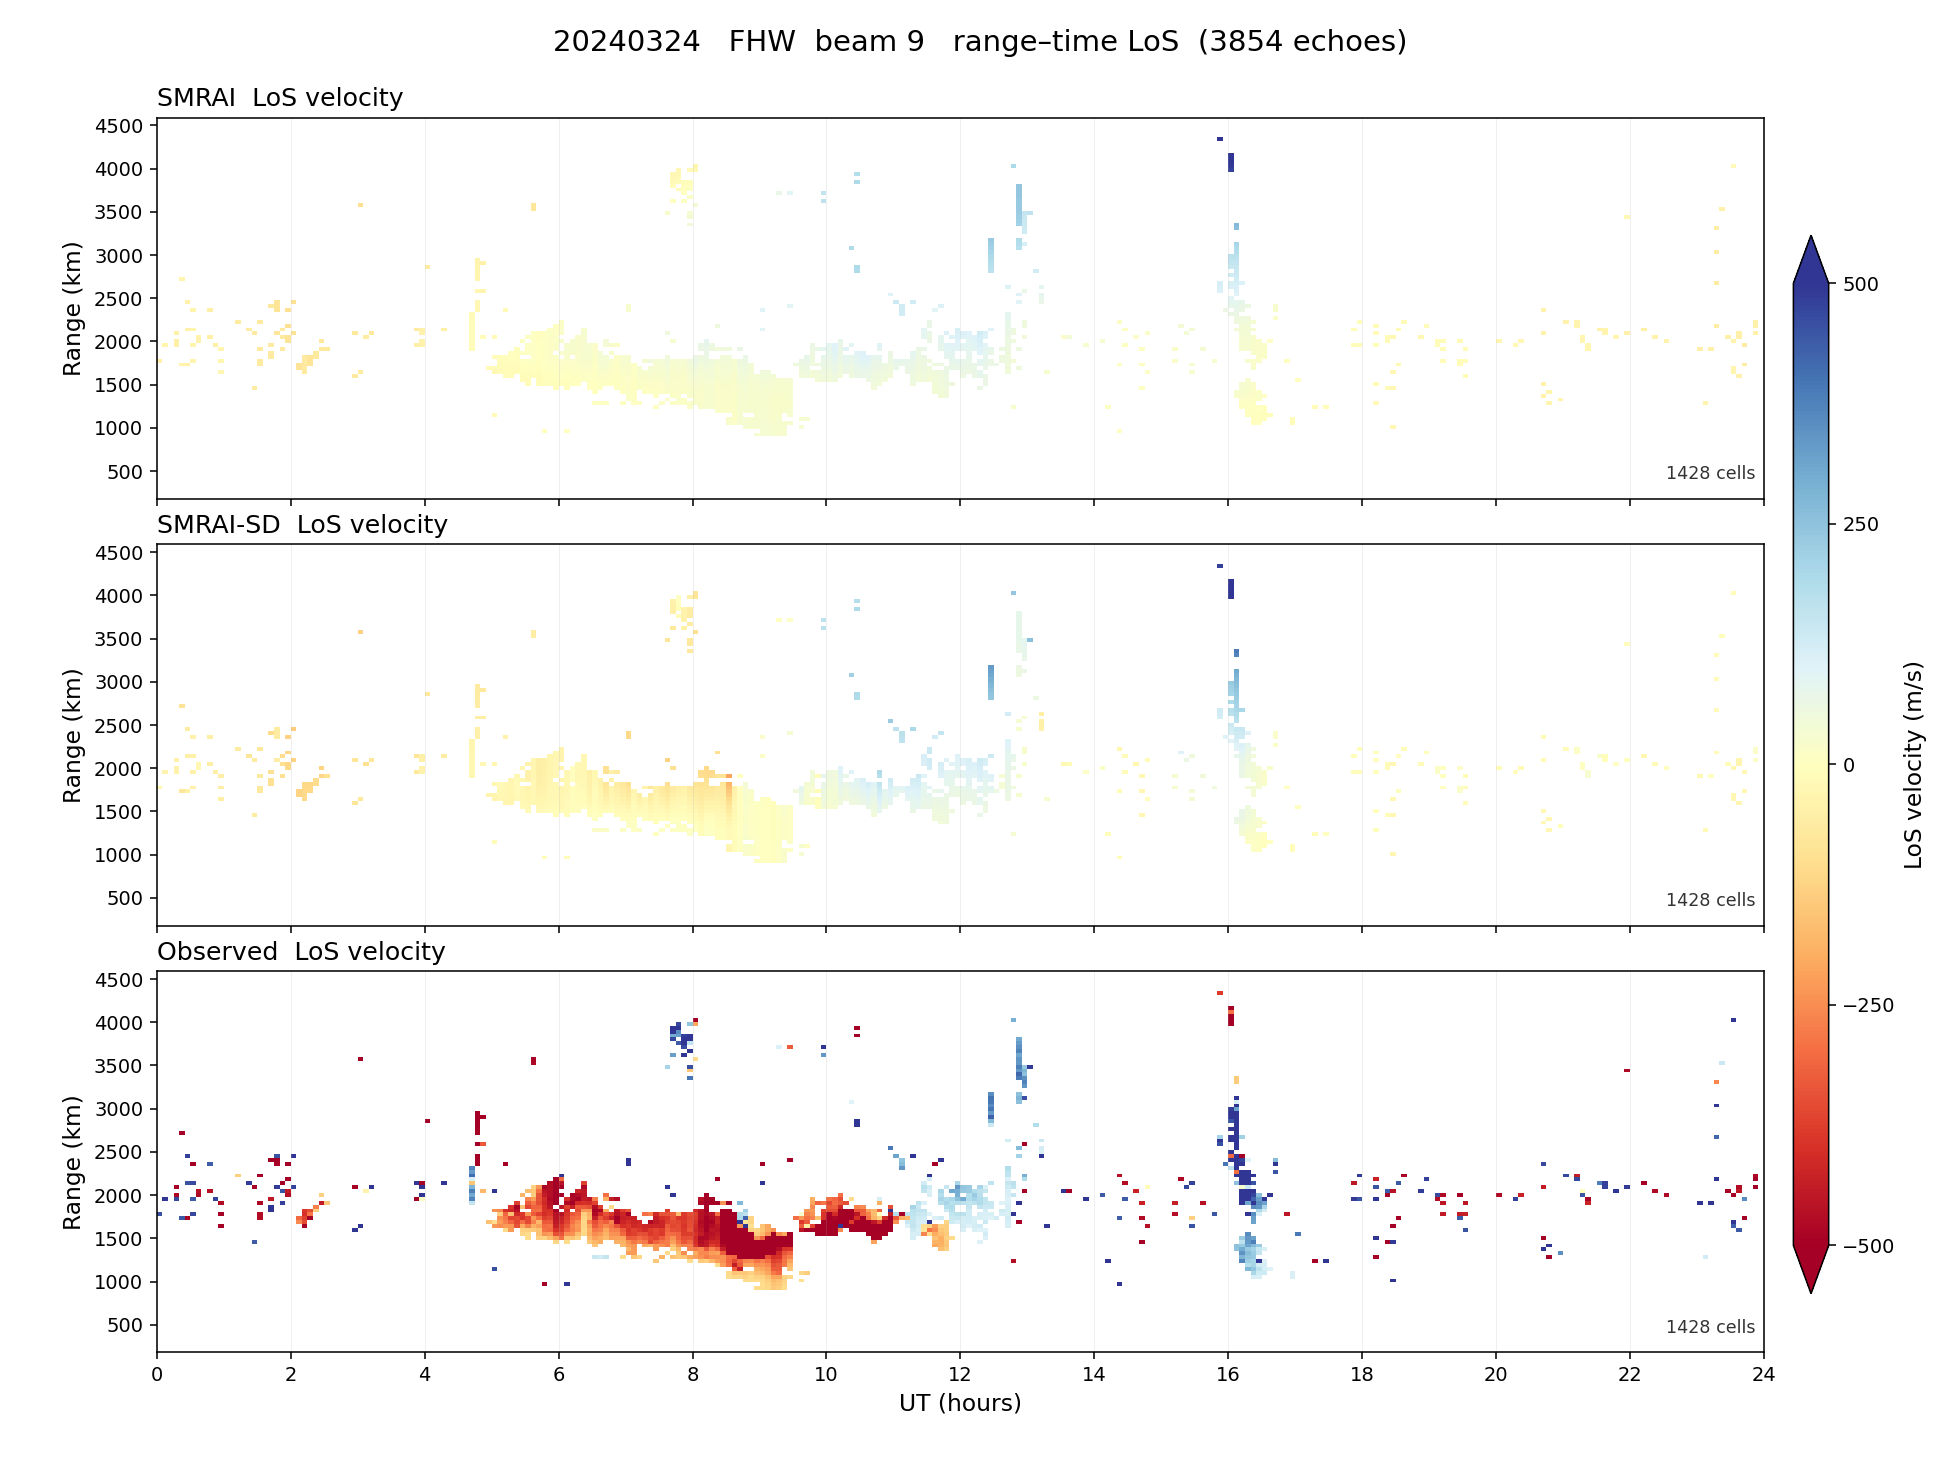 20240324   FHW  beam 9   range–time LoS  (3854 echoes)
SMRAI  LoS velocity
4500
4000
3500
3000
2500
2000
1500
1000
500
Range (km)
1428 cells
SMRAI-SD  LoS velocity
4500
4000
3500
3000
2500
2000
1500
1000
500
Range (km)
1428 cells
Observed  LoS velocity
4500
4000
3500
3000
2500
2000
1500
1000
500
Range (km)
1428 cells
0 2 4 6 8 10 12 14 16 18 20 22 24
UT (hours)
500
250
0
−250
−500
LoS velocity (m/s)